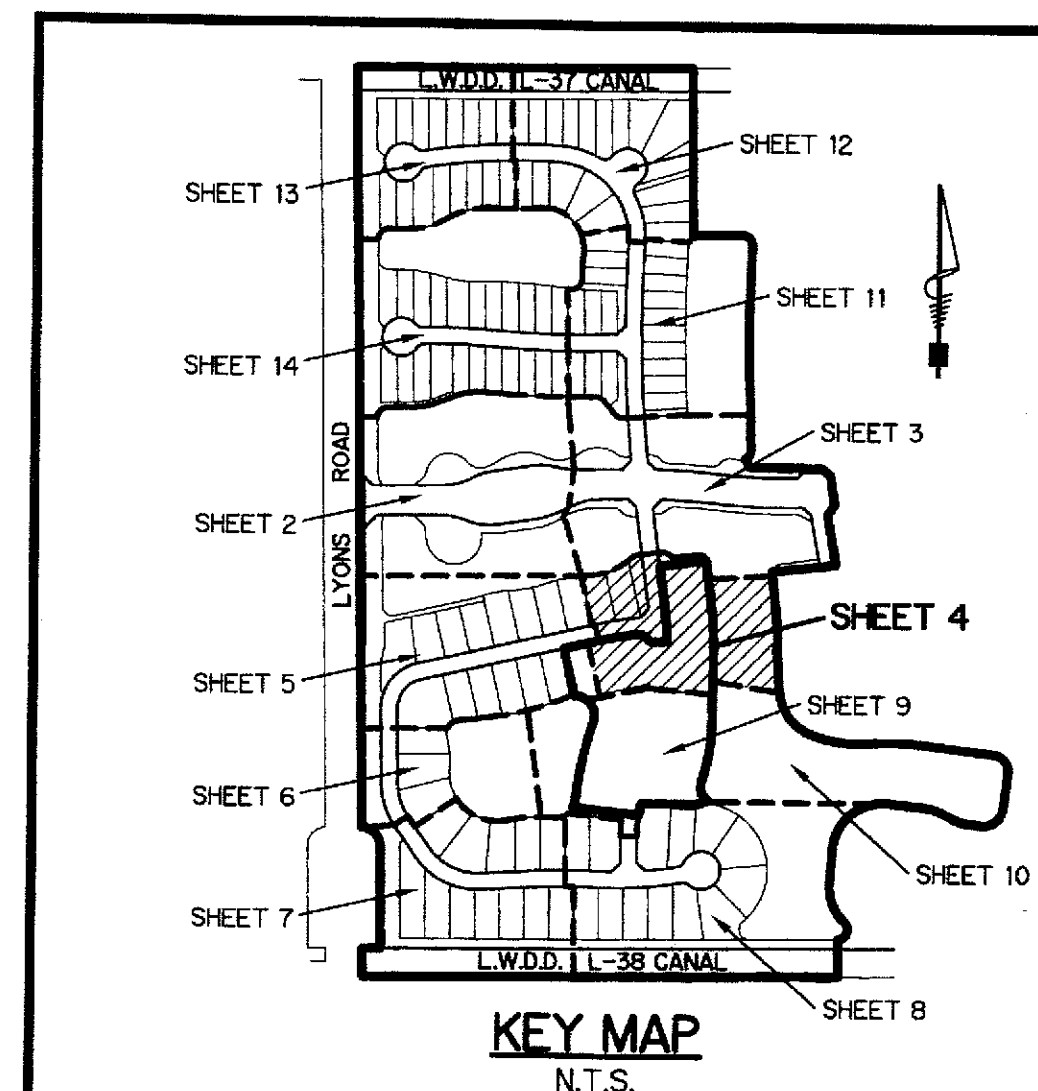 L.W.D.D. L-37 CANAL
SHEET 12
SHEET 13
SHEET 11
SHEET 14
SHEET 3
LYONS ROAD
SHEET 2
SHEET 4
SHEET 5
SHEET 9
SHEET 6
SHEET 10
SHEET 7
L.W.D.D. L-38 CANAL
SHEET 8
KEY MAP
N.T.S.